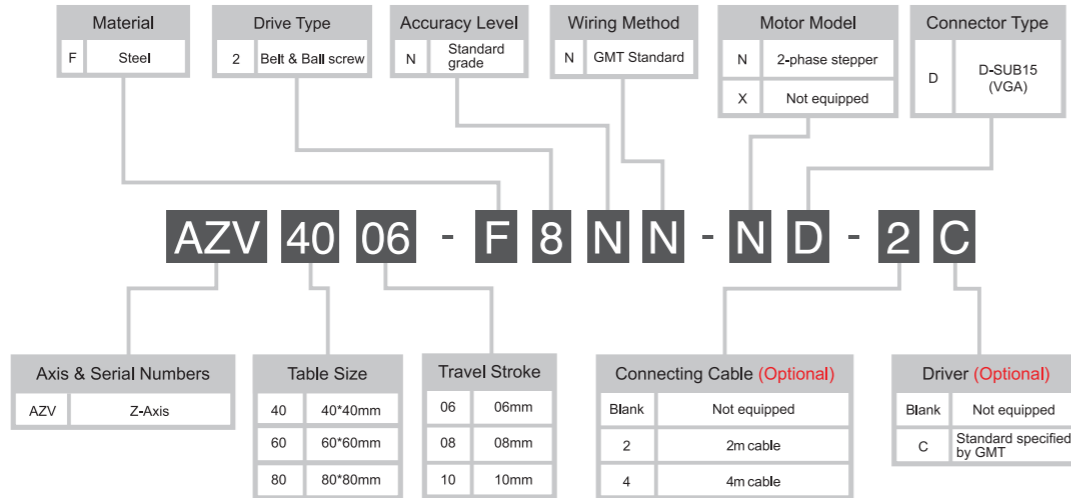 Material
F Steel
Drive Type
2 Belt & Ball screw
Accuracy Level
N Standard
grade
Wiring Method
N GMT Standard
Motor Model
N 2-phase stepper
X Not equipped
Connector Type
D D-SUB15
(VGA)
AZV 40 06 - F 8 N N - N D - 2 C
Axis & Serial Numbers
AZV Z-Axis
Table Size
40 40*40mm
60 60*60mm
80 80*80mm
Travel Stroke
06 06mm
08 08mm
10 10mm
Connecting Cable (Optional)
Blank Not equipped
2 2m cable
4 4m cable
Driver (Optional)
Blank Not equipped
C Standard specified
by GMT